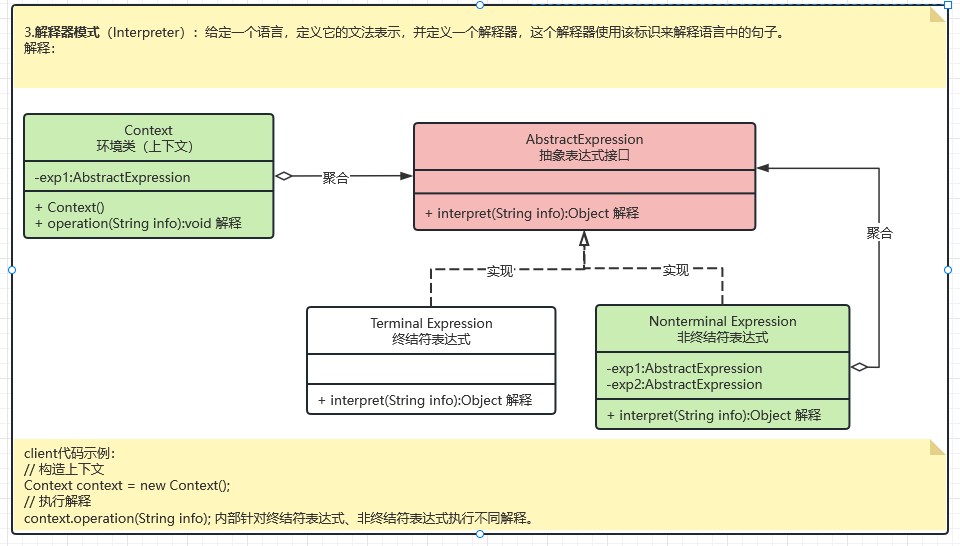 3.解释器模式（Interpreter）：给定一个语言，定义它的文法表示，并定义一个解释器，这个解释器使用该标识来解释语言中的句子。
解释：
Context
环境类（上下文）
-exp1:AbstractExpression
+ Context()
+ operation(String info):void 解释
聚合
AbstractExpression
抽象表达式接口
+ interpret(String info):Object 解释
聚合
实现
实现
Terminal Expression
终结符表达式
+ interpret(String info):Object 解释
Nonterminal Expression
非终结符表达式
-exp1:AbstractExpression
-exp2:AbstractExpression
+ interpret(String info):Object 解释
client代码示例：
// 构造上下文
Context context = new Context();
// 执行解释
context.operation(String info); 内部针对终结符表达式、非终结符表达式执行不同解释。